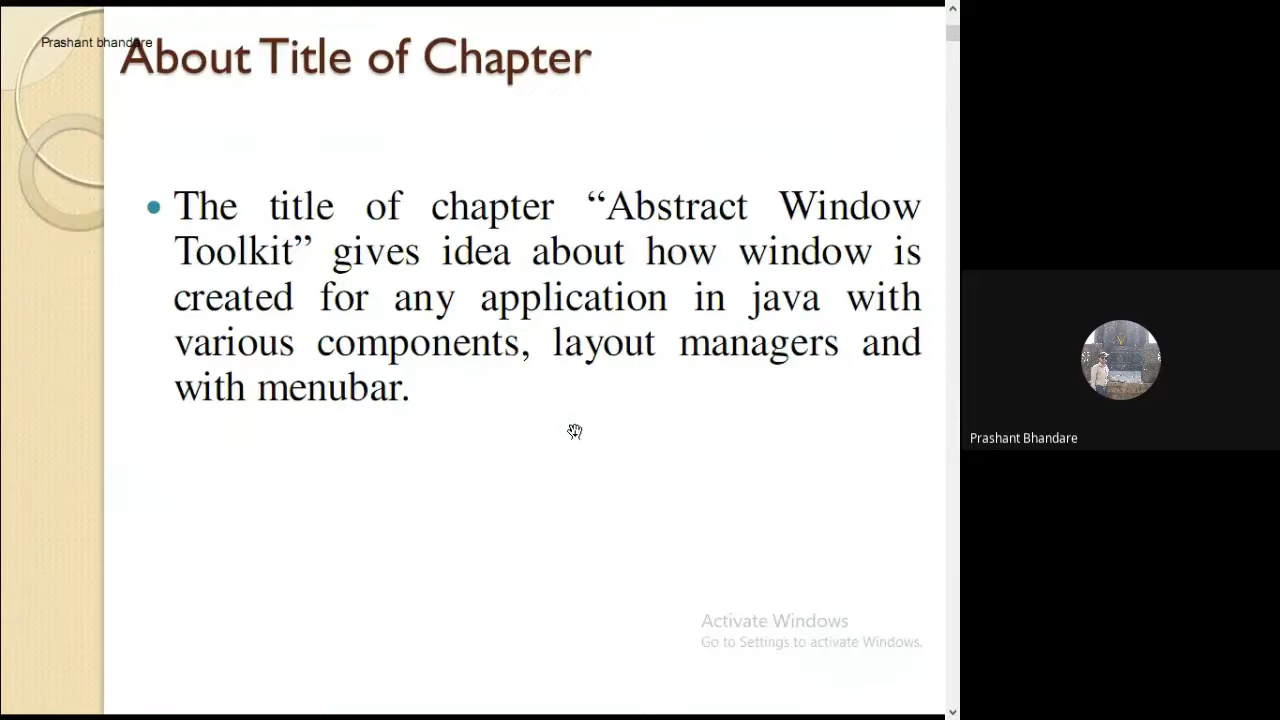 Prashant bhandare
About Title of Chapter
• The title of chapter “Abstract Window
Toolkit” gives idea about how window is
created for any application in java with
various components, layout managers and
with menubar.
Prashant Bhandare
Activate Windows
Go to Settings to activate Windows.